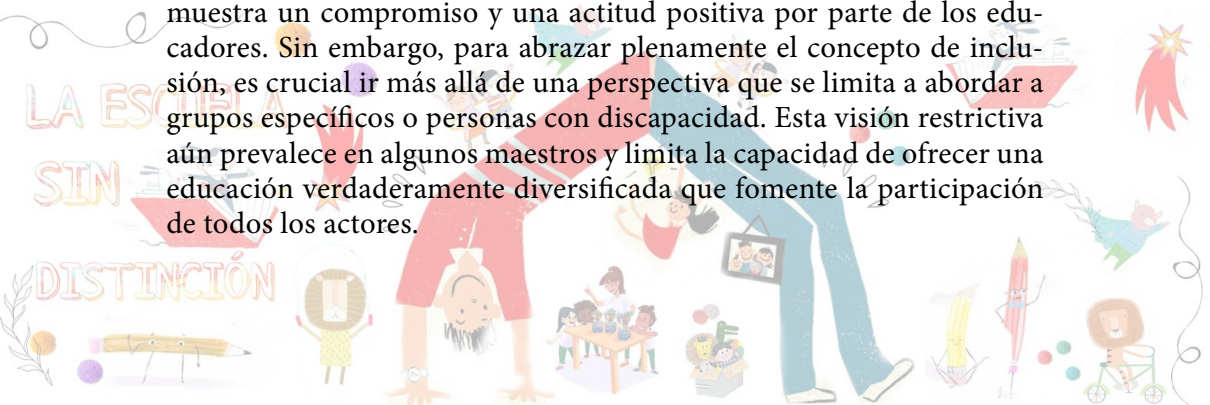 muestra un compromiso y una actitud positiva por parte de los edu-
cadores. Sin embargo, para abrazar plenamente el concepto de inclu-
sión, es crucial ir más allá de una perspectiva que se limita a abordar a
grupos específicos o personas con discapacidad. Esta visión restrictiva
aún prevalece en algunos maestros y limita la capacidad de ofrecer una
educación verdaderamente diversificada que fomente la participación
de todos los actores.
LA ESCUELA
SIN
DISTINCIÓN